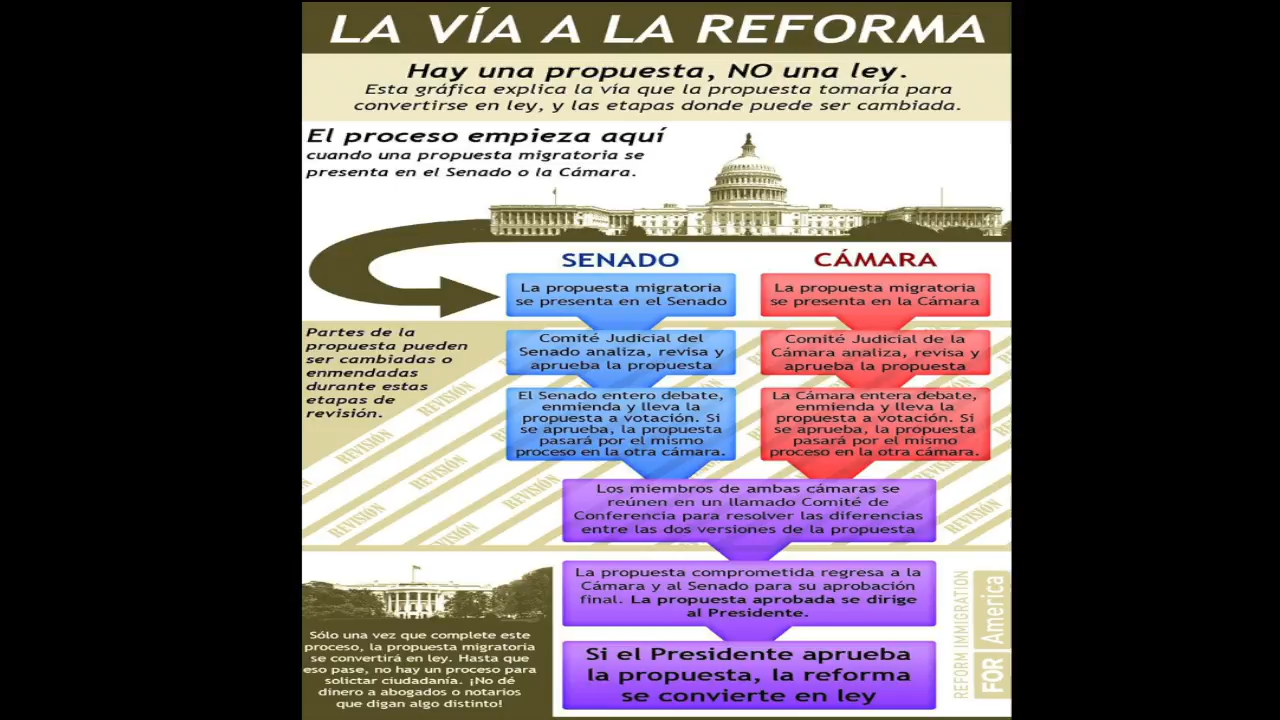 LA VÍA A LA REFORMA
Hay una propuesta, NO una ley.
Esta gráfica explica la vía que la propuesta tomaría para
convertirse en ley, y las etapas donde puede ser cambiada.
El proceso empieza aquí
cuando una propuesta migratoria se
presenta en el Senado o la Cámara.
SENADO
La propuesta migratoria
se presenta en el Senado
Comité Judicial del
Senado analiza, revisa y
aprueba la propuesta
El Senado entero debate,
enmienda y lleva la
propuesta a votación. Si
se aprueba, la propuesta
pasará por el mismo
proceso en la otra cámara.
CÁMARA
La propuesta migratoria
se presenta en la Cámara
Comité Judicial de la
Cámara analiza, revisa y
aprueba la propuesta
La Cámara entera debate,
enmienda y lleva la
propuesta a votación. Si
se aprueba, la propuesta
pasará por el mismo
proceso en la otra cámara.
Partes de la
propuesta pueden
ser cambiadas o
enmendadas
durante estas
etapas de
revisión.
REVISIÓN
REVISIÓN
REVISIÓN
REVISIÓN
REVISIÓN
REVISIÓN
REVISIÓN
REVISIÓN
Los miembros de ambas cámaras se
reúnen en un llamado Comité de
Conferencia para resolver las diferencias
entre las dos versiones de la propuesta
La propuesta comprometida regresa a la
Cámara y al Senado para su aprobación
final. La propuesta aprobada se dirige
al Presidente.
Si el Presidente aprueba
la propuesta, la reforma
se convierte en ley
Sólo una vez que complete este
proceso, la propuesta migratoria
se convertirá en ley. Hasta que
eso pase, no hay un proceso para
solictar ciudadanía. ¡No dé
dinero a abogados o notarios
que digan algo distinto!
REFORM IMMIGRATION
FOR America